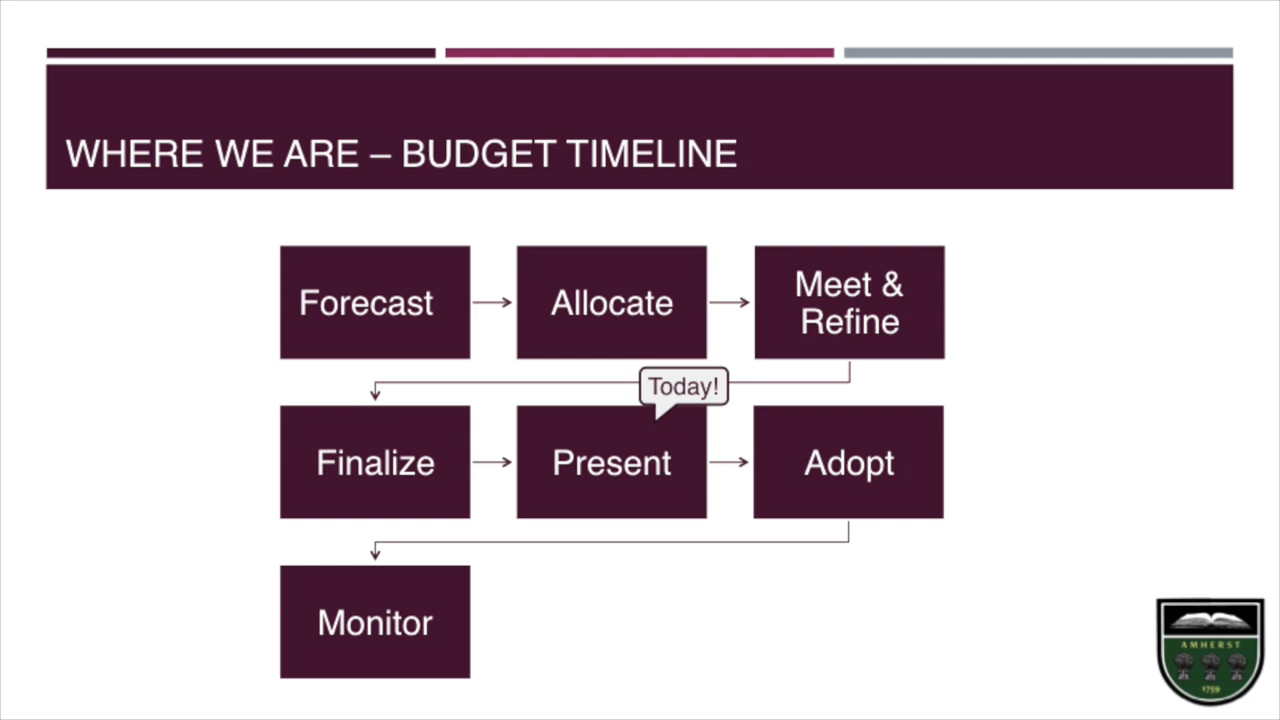 WHERE WE ARE – BUDGET TIMELINE
Forecast
Allocate
Meet &
Refine
Today!
Finalize
Present
Adopt
Monitor
AMHERST
1759